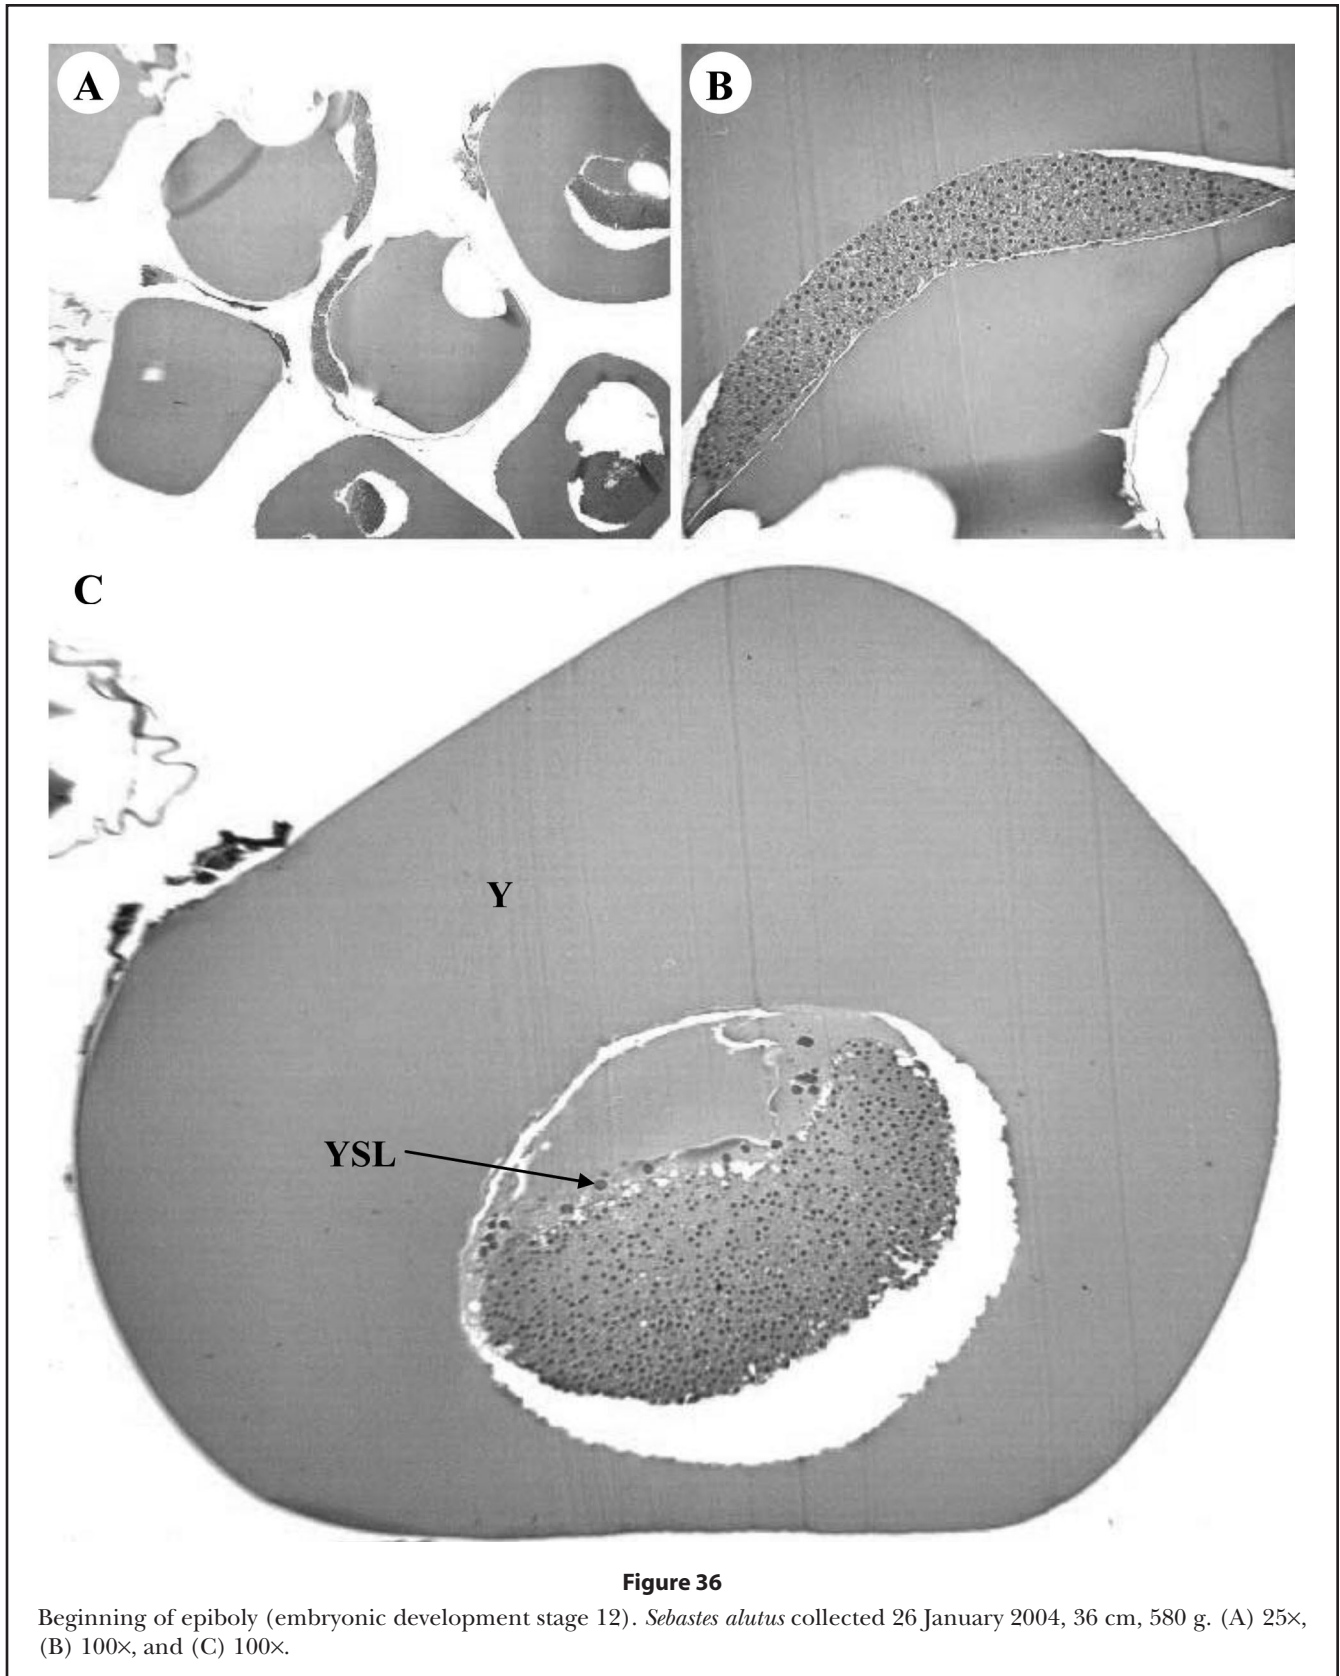 A
B
C
Y
YSL
Figure 36
Beginning of epiboly (embryonic development stage 12). Sebastes alutus collected 26 January 2004, 36 cm, 580 g. (A) 25×,
(B) 100×, and (C) 100×.